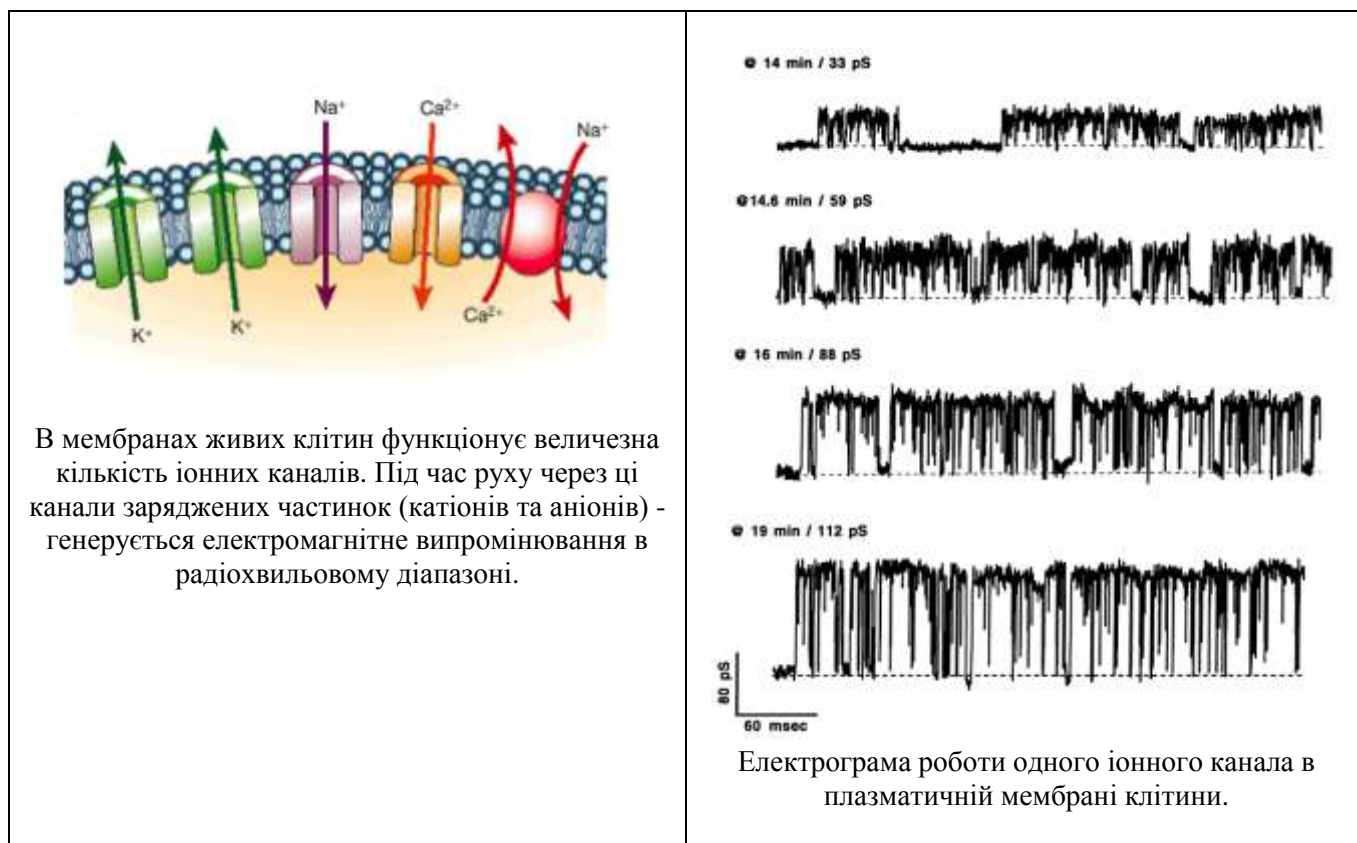 Na⁺
Ca²⁺
Na⁺
K⁺
K⁺
Ca²⁺
В мембранах живих клітин функціонує величезна
кількість іонних каналів. Під час руху через ці
канали заряджених частинок (катіонів та аніонів) -
генерується електромагнітне випромінювання в
радіохвильовому діапазоні.
@ 14 min / 33 pS
@14.6 min / 59 pS
@ 16 min / 88 pS
@ 19 min / 112 pS
80 pS
60 msec
Електрограма роботи одного іонного канала в
плазматичній мембрані клітини.